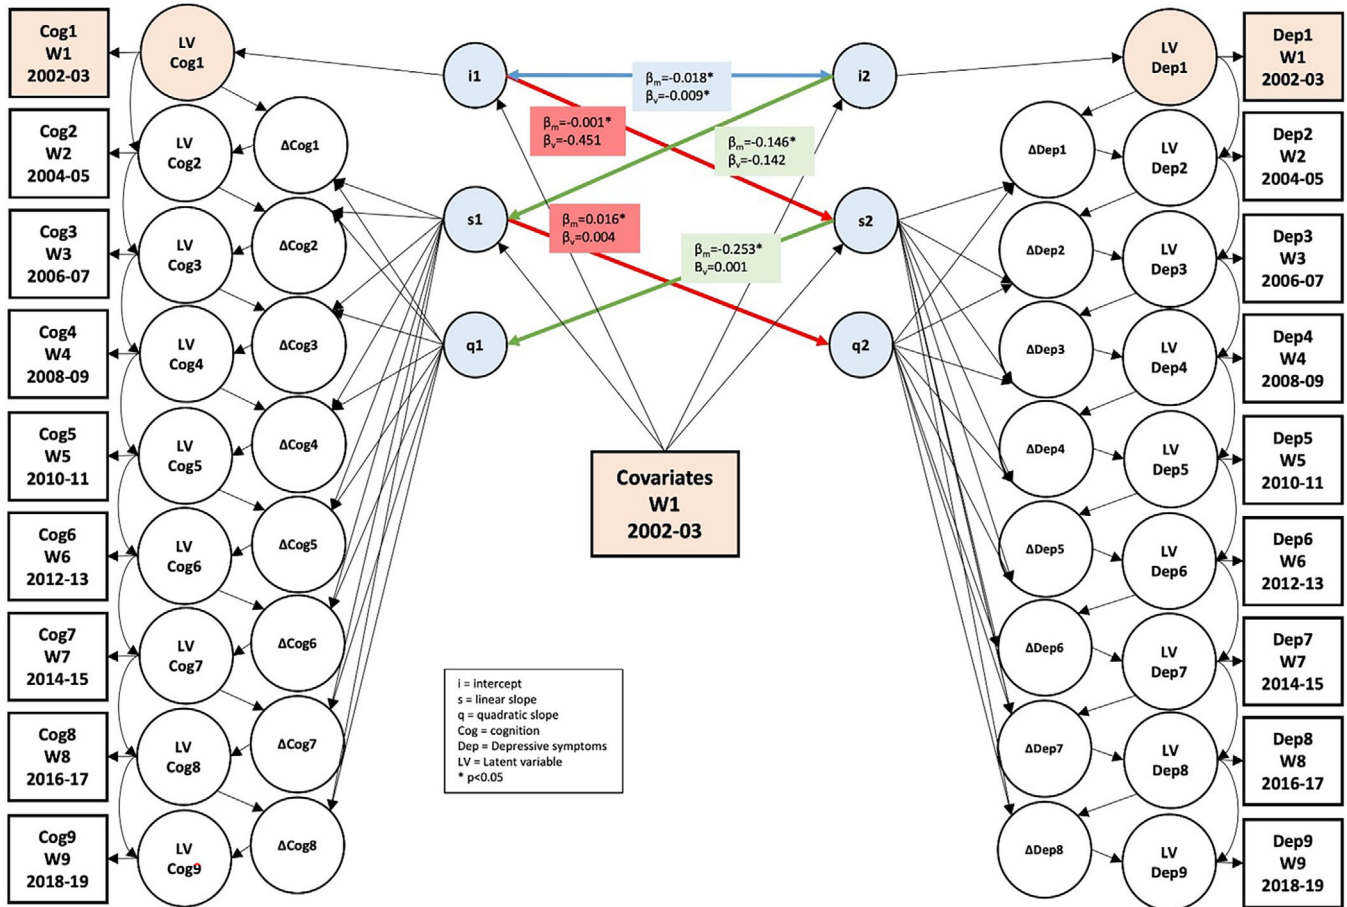 Cog1
W1
2002-03
Cog2
W2
2004-05
Cog3
W3
2006-07
Cog4
W4
2008-09
Cog5
W5
2010-11
Cog6
W6
2012-13
Cog7
W7
2014-15
Cog8
W8
2016-17
Cog9
W9
2018-19
LV
Cog1
LV
Cog2
LV
Cog3
LV
Cog4
LV
Cog5
LV
Cog6
LV
Cog7
LV
Cog8
LV
Cog9
ΔCog1
ΔCog2
ΔCog3
ΔCog4
ΔCog5
ΔCog6
ΔCog7
ΔCog8
i1
s1
q1
βm=-0.018*
βv=-0.009*
βm=-0.001*
βv=-0.451
βm=-0.146*
βv=-0.142
βm=0.016*
βv=0.004
βm=-0.253*
Bv=0.001
i2
s2
q2
Covariates
W1
2002-03
i = intercept
s = linear slope
q = quadratic slope
Cog = cognition
Dep = Depressive symptoms
LV = Latent variable
* p<0.05
ΔDep1
ΔDep2
ΔDep3
ΔDep4
ΔDep5
ΔDep6
ΔDep7
ΔDep8
LV
Dep1
LV
Dep2
LV
Dep3
LV
Dep4
LV
Dep5
LV
Dep6
LV
Dep7
LV
Dep8
LV
Dep9
Dep1
W1
2002-03
Dep2
W2
2004-05
Dep3
W3
2006-07
Dep4
W4
2008-09
Dep5
W5
2010-11
Dep6
W6
2012-13
Dep7
W7
2014-15
Dep8
W8
2016-17
Dep9
W9
2018-19